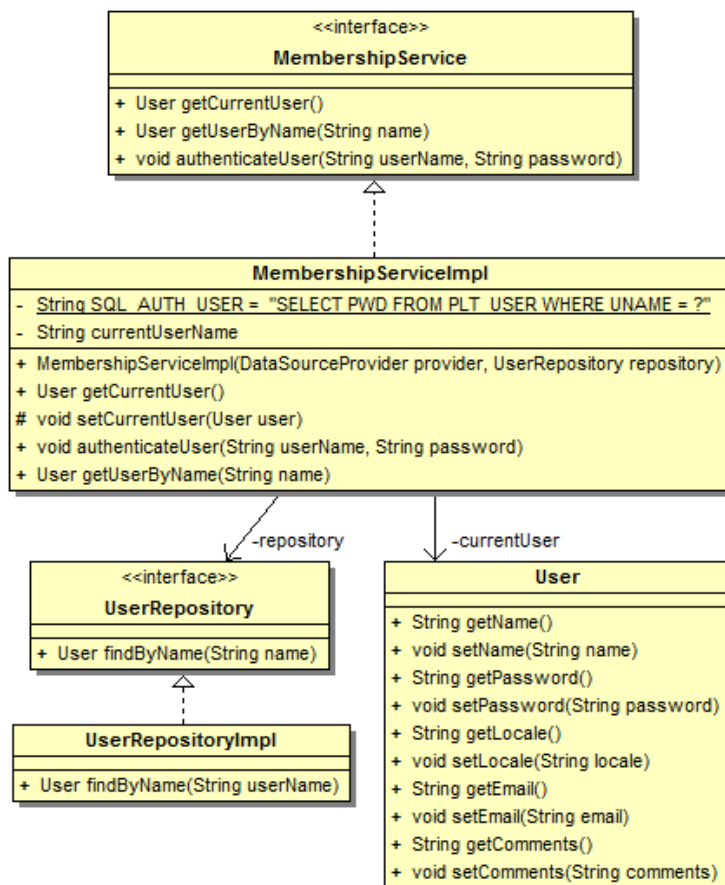 <<interface>>
MembershipService
+ User getCurrentUser()
+ User getUserByName(String name)
+ void authenticateUser(String userName, String password)
MembershipServiceImpl
- String SQL_AUTH_USER = "SELECT PWD FROM PLT_USER WHERE UNAME = ?"
- String currentUserName
+ MembershipServiceImpl(DataSourceProvider provider, UserRepository repository)
+ User getCurrentUser()
# void setCurrentUser(User user)
+ void authenticateUser(String userName, String password)
+ User getUserByName(String name)
-repository
-currentUser
<<interface>>
UserRepository
+ User findByName(String name)
UserRepositoryImpl
+ User findByName(String userName)
User
+ String getName()
+ void setName(String name)
+ String getPassword()
+ void setPassword(String password)
+ String getLocale()
+ void setLocale(String locale)
+ String getEmail()
+ void setEmail(String email)
+ String getComments()
+ void setComments(String comments)